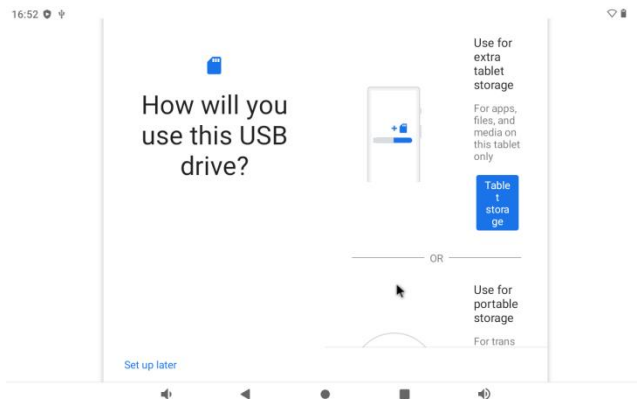 16:52
How will you
use this USB
drive?
Set up later
Use for
extra
tablet
storage
For apps,
files, and
media on
this tablet
only
Table
t
stora
ge
OR
Use for
portable
storage
For trans